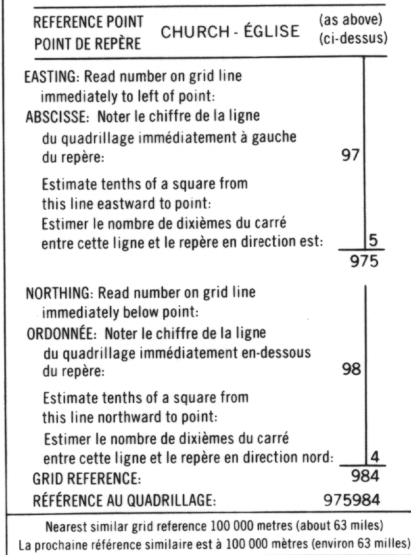 REFERENCE POINT CHURCH - ÉGLISE (as above)
POINT DE REPÈRE (ci-dessus)
EASTING: Read number on grid line
immediately to left of point:
ABSCISSE: Noter le chiffre de la ligne
du quadrillage immédiatement à gauche
du repère: 97
Estimate tenths of a square from
this line eastward to point:
Estimer le nombre de dixièmes du carré
entre cette ligne et le repère en direction est: 5
975
NORTHING: Read number on grid line
immediately below point:
ORDONNÉE: Noter le chiffre de la ligne
du quadrillage immédiatement en-dessous
du repère: 98
Estimate tenths of a square from
this line northward to point:
Estimer le nombre de dixièmes du carré
entre cette ligne et le repère en direction nord: 4
GRID REFERENCE: 984
RÉFÉRENCE AU QUADRILLAGE: 975984
Nearest similar grid reference 100 000 metres (about 63 miles)
La prochaine référence similaire est à 100 000 mètres (environ 63 milles)